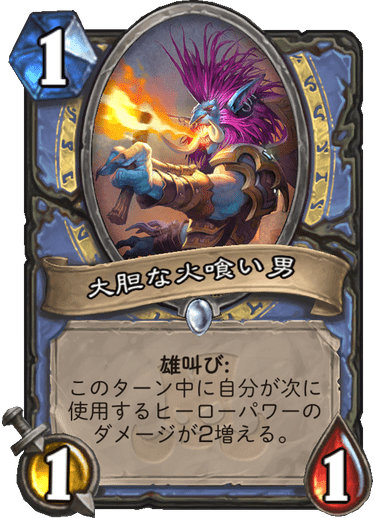 1
大胆な火喰い男
雄叫び:
このターン中に自分が次に
使用するヒーローパワーの
ダメージが2増える。
1
1